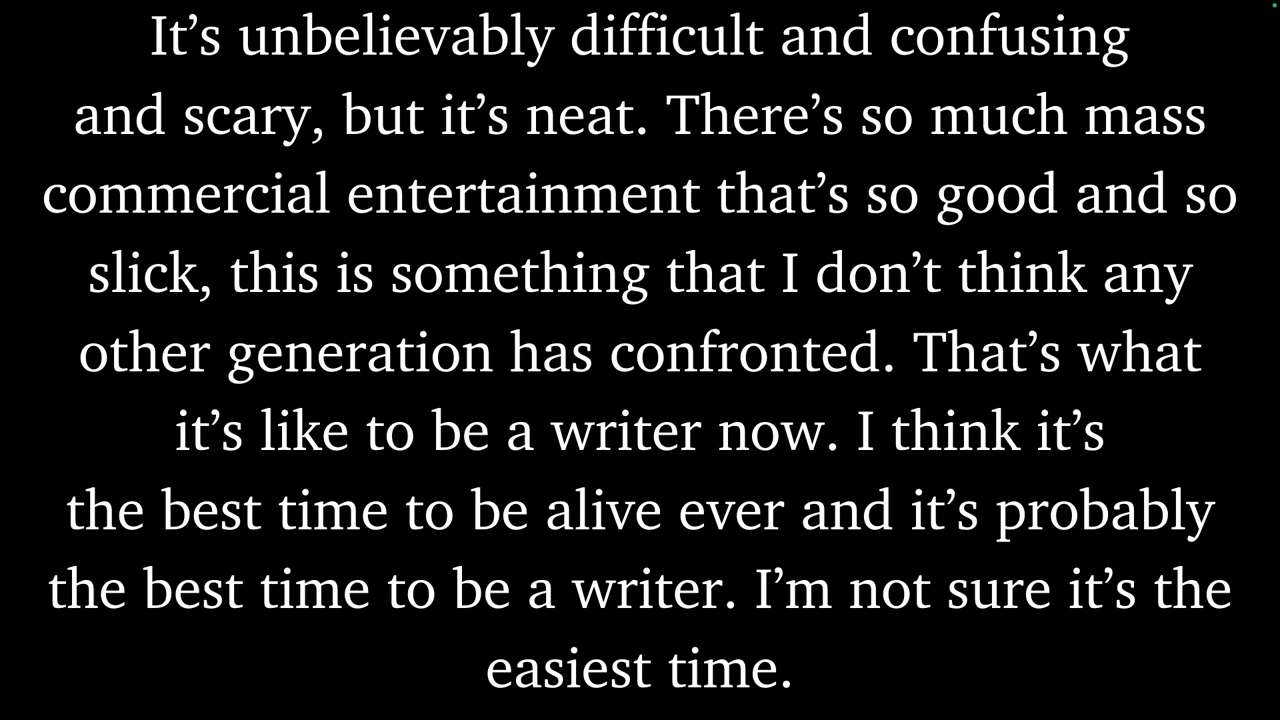 It’s unbelievably difficult and confusing
and scary, but it’s neat. There’s so much mass
commercial entertainment that’s so good and so
slick, this is something that I don’t think any
other generation has confronted. That’s what
it’s like to be a writer now. I think it’s
the best time to be alive ever and it’s probably
the best time to be a writer. I’m not sure it’s the
easiest time.